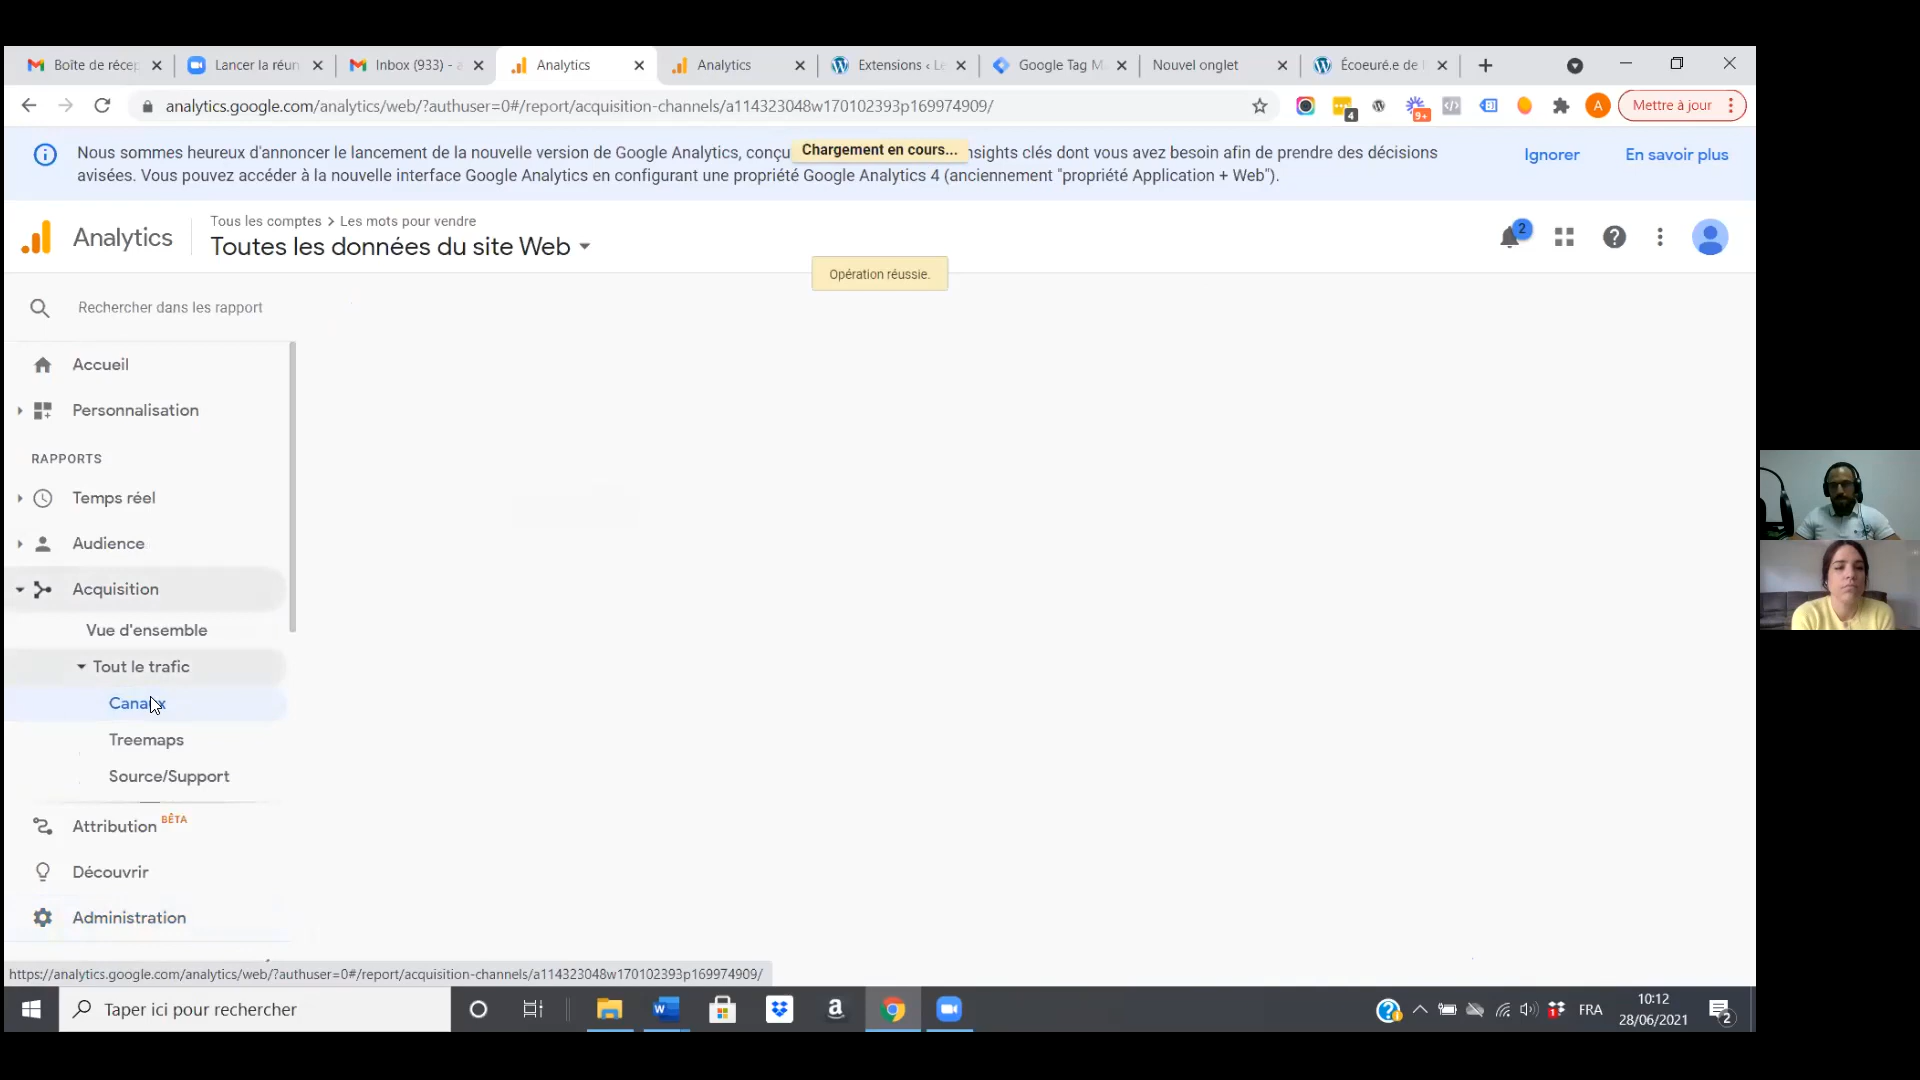 Boîte de récep
Lancer la réun
Inbox (933) - a
Analytics
Analytics
Extensions ‹ Le
Google Tag M
Nouvel onglet
Écoeuré.e de l
analytics.google.com/analytics/web/?authuser=0#/report/acquisition-channels/a114323048w170102393p169974909/
4
9+
A
Mettre à jour
Nous sommes heureux d'annoncer le lancement de la nouvelle version de Google Analytics, conçu
Chargement en cours...
nsights clés dont vous avez besoin afin de prendre des décisions
avisées. Vous pouvez accéder à la nouvelle interface Google Analytics en configurant une propriété Google Analytics 4 (anciennement "propriété Application + Web").
Ignorer
En savoir plus
Analytics
Tous les comptes > Les mots pour vendre
Toutes les données du site Web
2
Opération réussie.
Rechercher dans les rapport
Accueil
Personnalisation
RAPPORTS
Temps réel
Audience
Acquisition
Vue d'ensemble
Tout le trafic
Canaux
Treemaps
Source/Support
Attribution BÊTA
Découvrir
Administration
https://analytics.google.com/analytics/web/?authuser=0#/report/acquisition-channels/a114323048w170102393p169974909/
Taper ici pour rechercher
FRA
10:12
28/06/2021
2